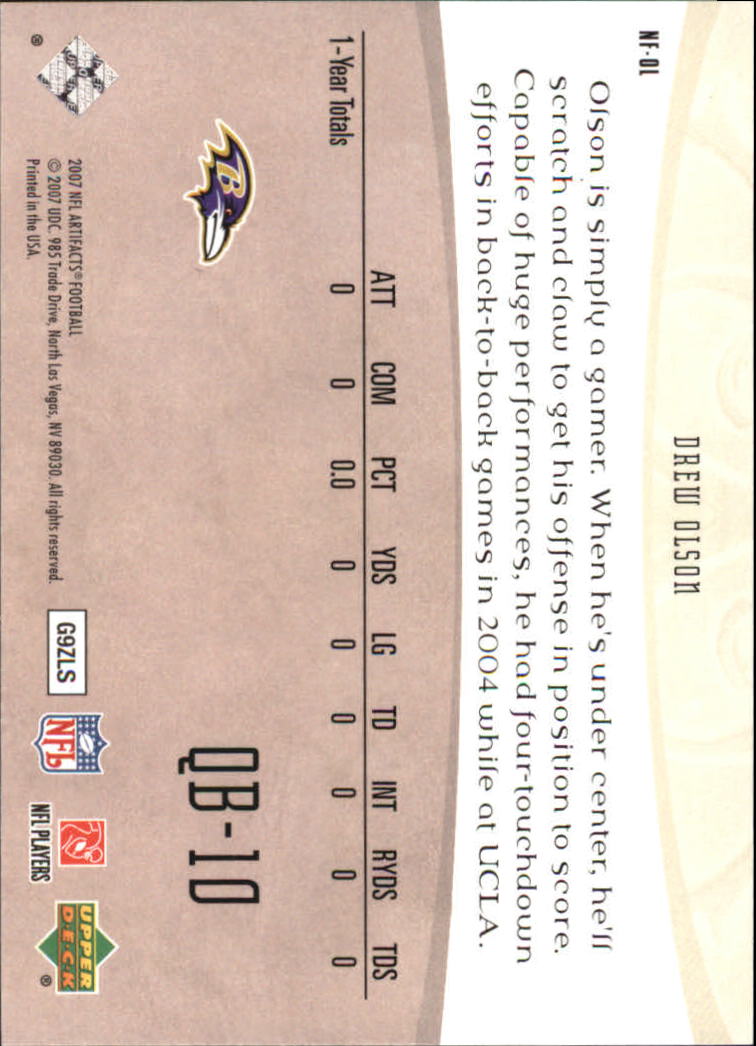 NF-OL
DREW OLSON
Olson is simply a gamer. When he's under center, he'll
scratch and claw to get his offense in position to score.
Capable of huge performances, he had four-touchdown
efforts in back-to-back games in 2004 while at UCLA.
ATT COM PCT YDS LG TD INT RYDS TDS
1-Year Totals 0 0 0.0 0 0 0 0 0 0
B
QB-10
2007 NFL ARTIFACTS® FOOTBALL
© 2007 UDC. 985 Trade Drive, North Las Vegas, NV 89030. All rights reserved.
Printed in the USA.
®
G9ZLS
NFL
NFL PLAYERS
UPPER
DECK
®